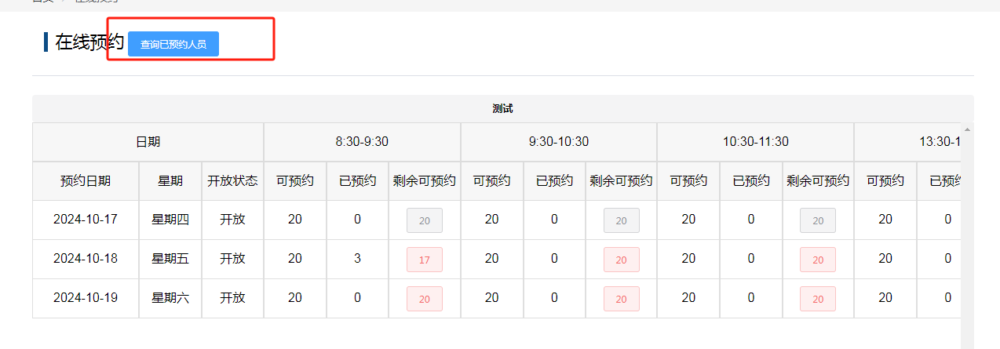 在线预约 查询已预约人员
测试
日期 8:30-9:30 9:30-10:30 10:30-11:30 13:30-1
预约日期 星期 开放状态 可预约 已预约 剩余可预约 可预约 已预约 剩余可预约 可预约 已预约 剩余可预约 可预约 已预约
2024-10-17 星期四 开放 20 0 20 20 0 20 20 0 20 20 0
2024-10-18 星期五 开放 20 3 17 20 0 20 20 0 20 20 0
2024-10-19 星期六 开放 20 0 20 20 0 20 20 0 20 20 0